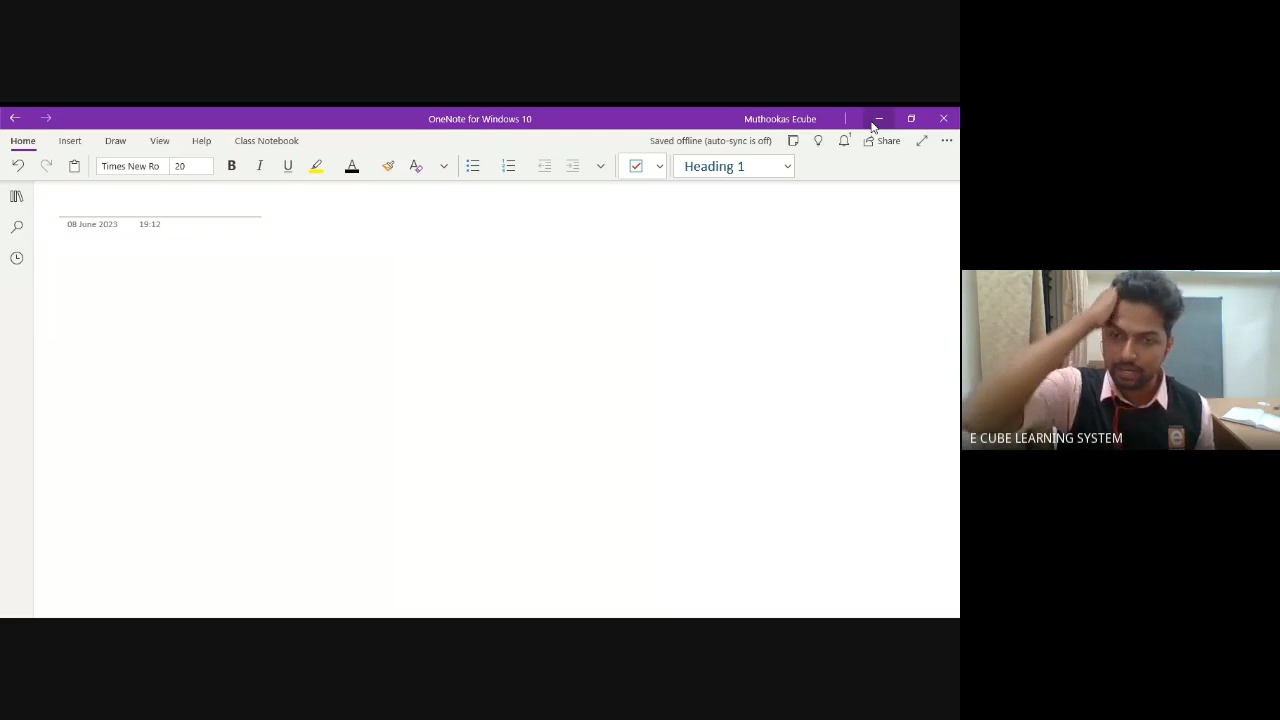 OneNote for Windows 10
Muthookas Ecube
Home Insert Draw View Help Class Notebook
Saved offline (auto-sync is off)
Share
Times New Ro 20 B I U A Heading 1
08 June 2023 19:12
E CUBE LEARNING SYSTEM
e